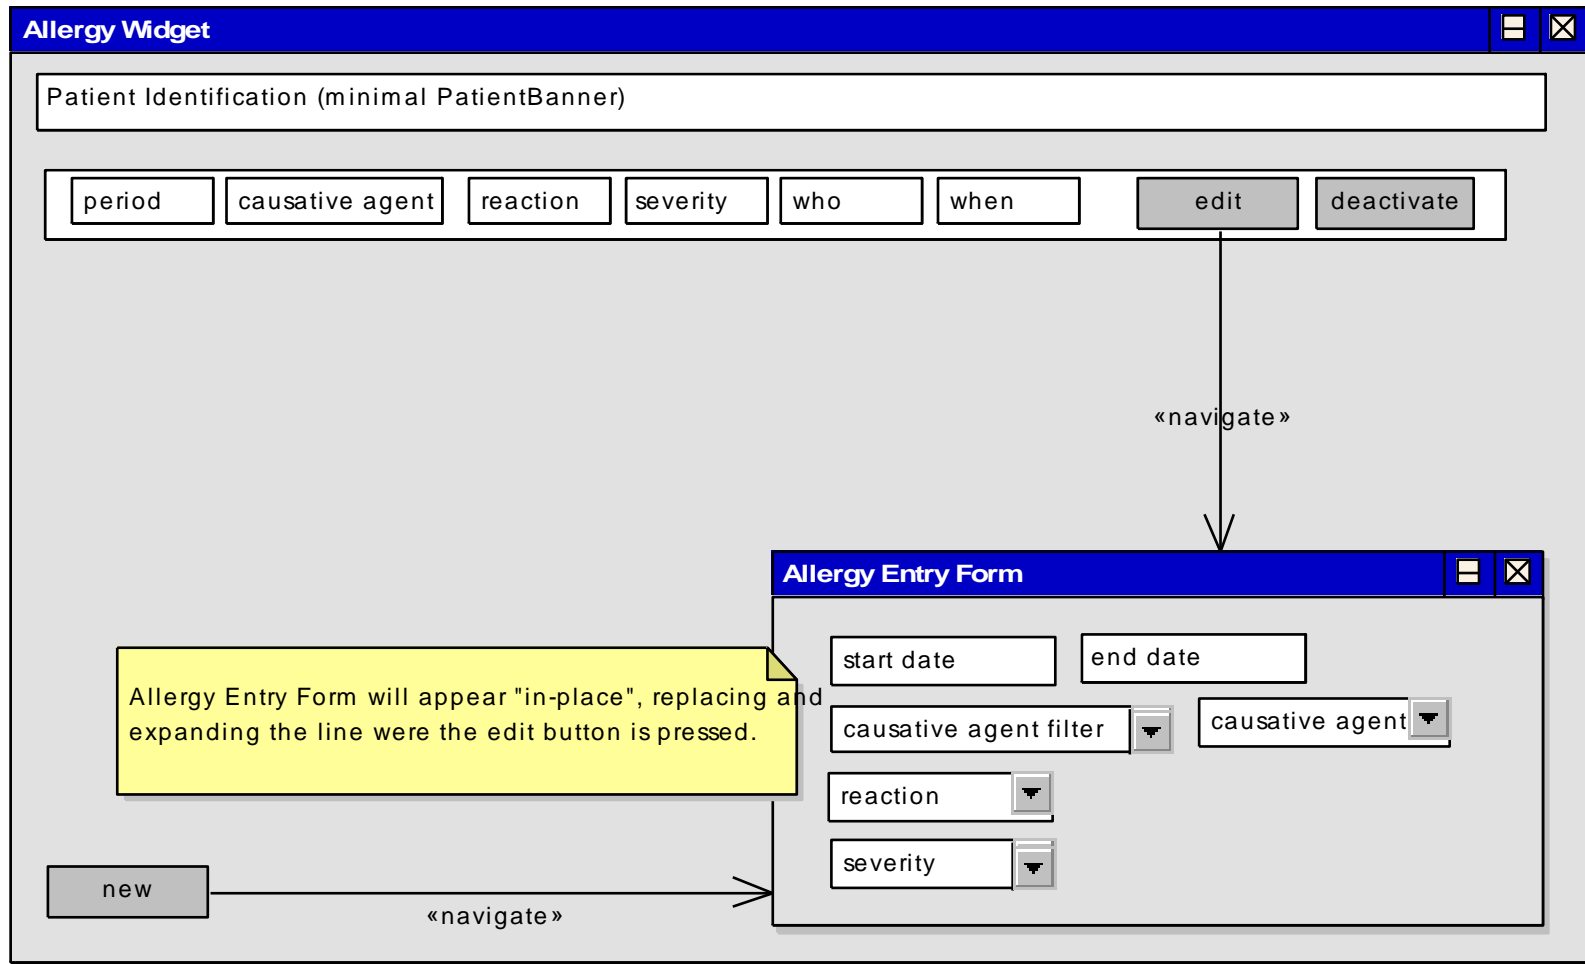 Allergy Widget
Patient Identification (minimal PatientBanner)
period causative agent reaction severity who when edit deactivate
«navigate»
Allergy Entry Form
start date end date
Allergy Entry Form will appear "in-place", replacing and
expanding the line were the edit button is pressed.
causative agent filter causative agent
reaction
severity
new
«navigate»